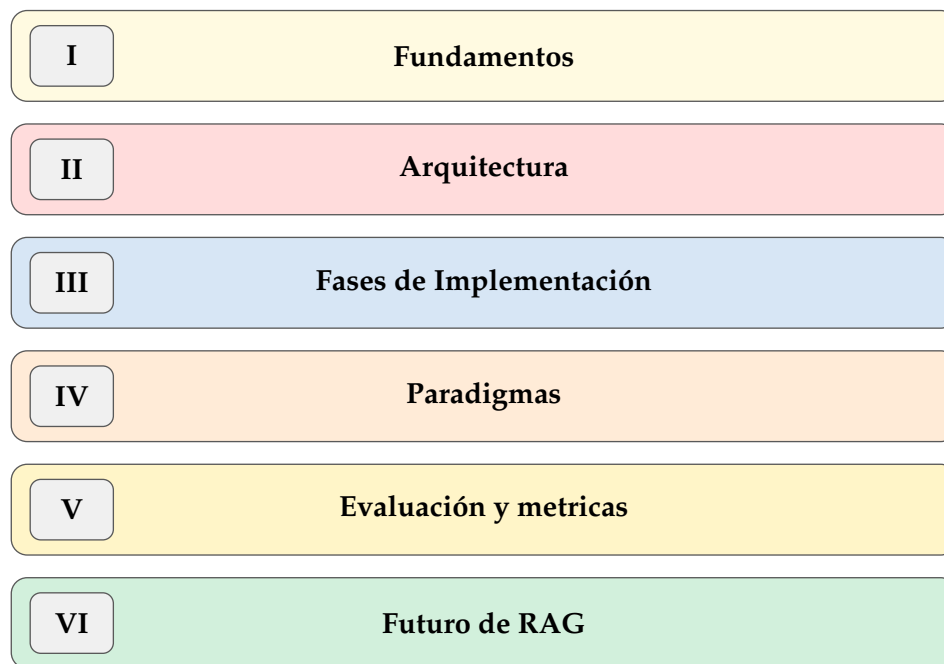 I
Fundamentos
II
Arquitectura
III
Fases de Implementación
IV
Paradigmas
V
Evaluación y metricas
VI
Futuro de RAG